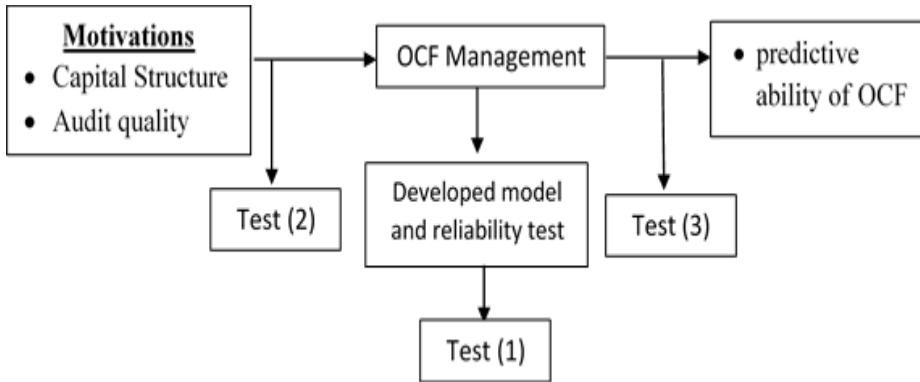 Motivations
• Capital Structure
• Audit quality
OCF Management
• predictive
ability of OCF
Test (2)
Developed model
and reliability test
Test (3)
Test (1)